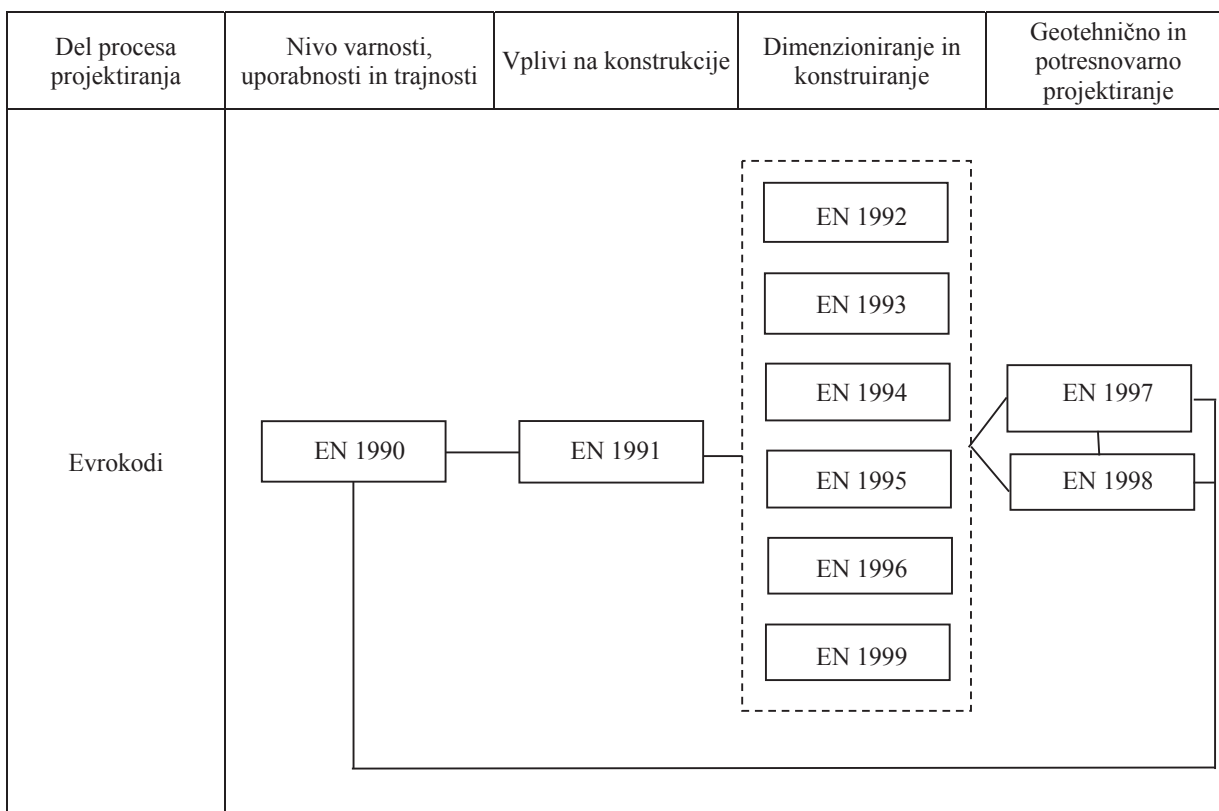 Del procesa
projektiranja
Nivo varnosti,
uporabnosti in trajnosti
Vplivi na konstrukcije
Dimenzioniranje in
konstruiranje
Geotehnično in
potresnovarno
projektiranje
Evrokodi
EN 1990
EN 1991
EN 1992
EN 1993
EN 1994
EN 1995
EN 1996
EN 1999
EN 1997
EN 1998